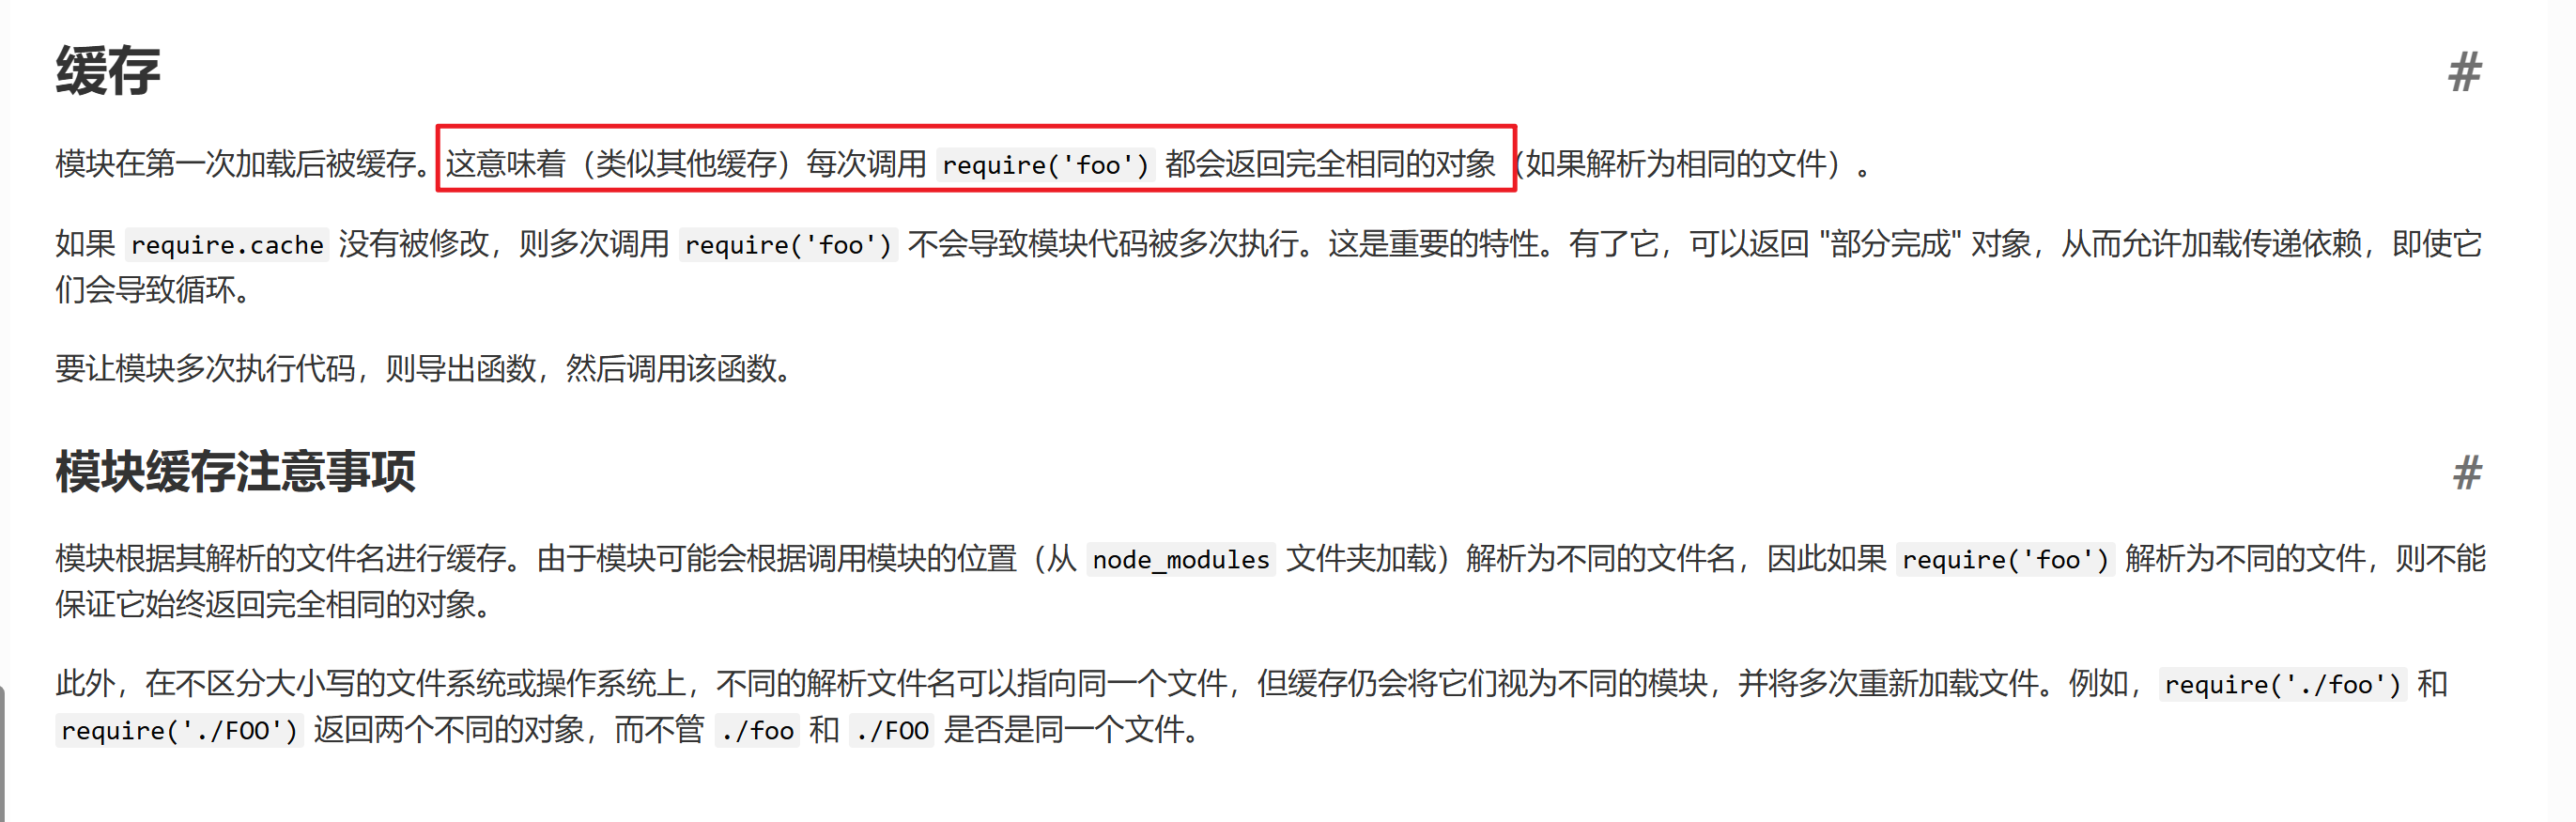 缓存 #
模块在第一次加载后被缓存。这意味着（类似其他缓存）每次调用 require('foo') 都会返回完全相同的对象（如果解析为相同的文件）。
如果 require.cache 没有被修改，则多次调用 require('foo') 不会导致模块代码被多次执行。这是重要的特性。有了它，可以返回 "部分完成" 对象，从而允许加载传递依赖，即使它
们会导致循环。
要让模块多次执行代码，则导出函数，然后调用该函数。
模块缓存注意事项 #
模块根据其解析的文件名进行缓存。由于模块可能会根据调用模块的位置（从 node_modules 文件夹加载）解析为不同的文件名，因此如果 require('foo') 解析为不同的文件，则不能
保证它始终返回完全相同的对象。
此外，在不区分大小写的文件系统或操作系统上，不同的解析文件名可以指向同一个文件，但缓存仍会将它们视为不同的模块，并将多次重新加载文件。例如，require('./foo') 和
require('./FOO') 返回两个不同的对象，而不管 ./foo 和 ./FOO 是否是同一个文件。